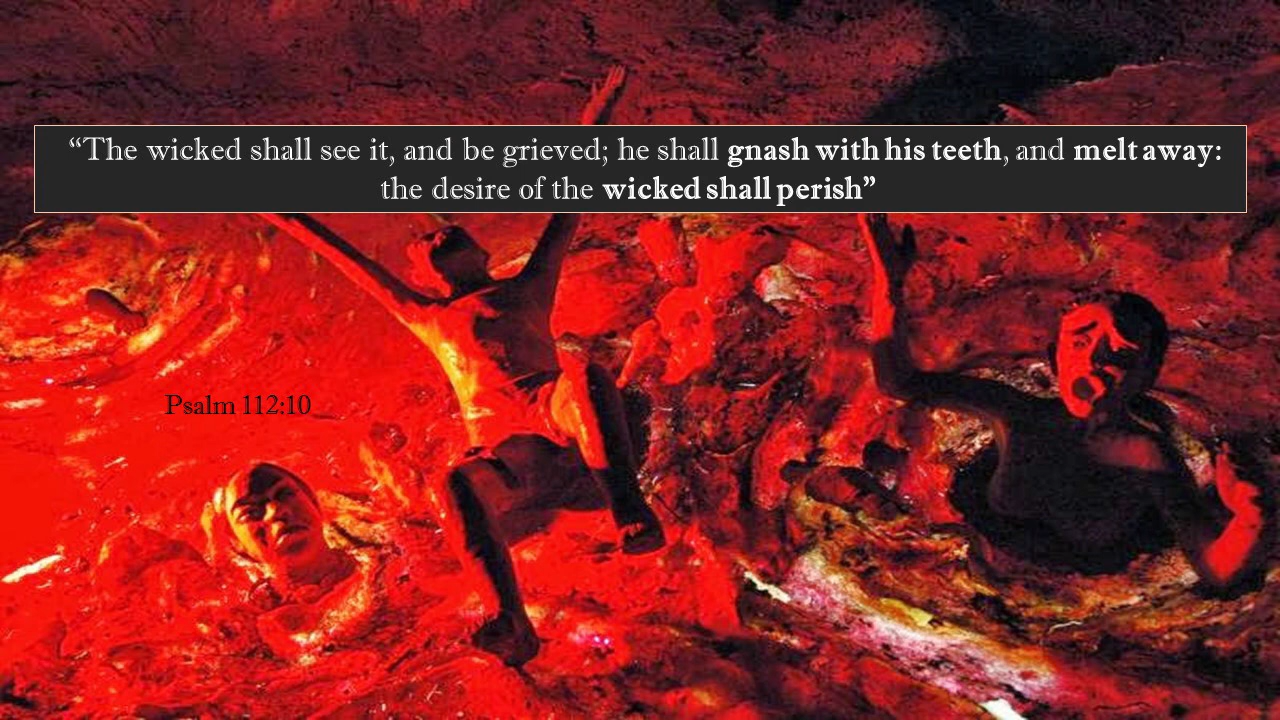 “The wicked shall see it, and be grieved; he shall gnash with his teeth, and melt away:
the desire of the wicked shall perish”
Psalm 112:10